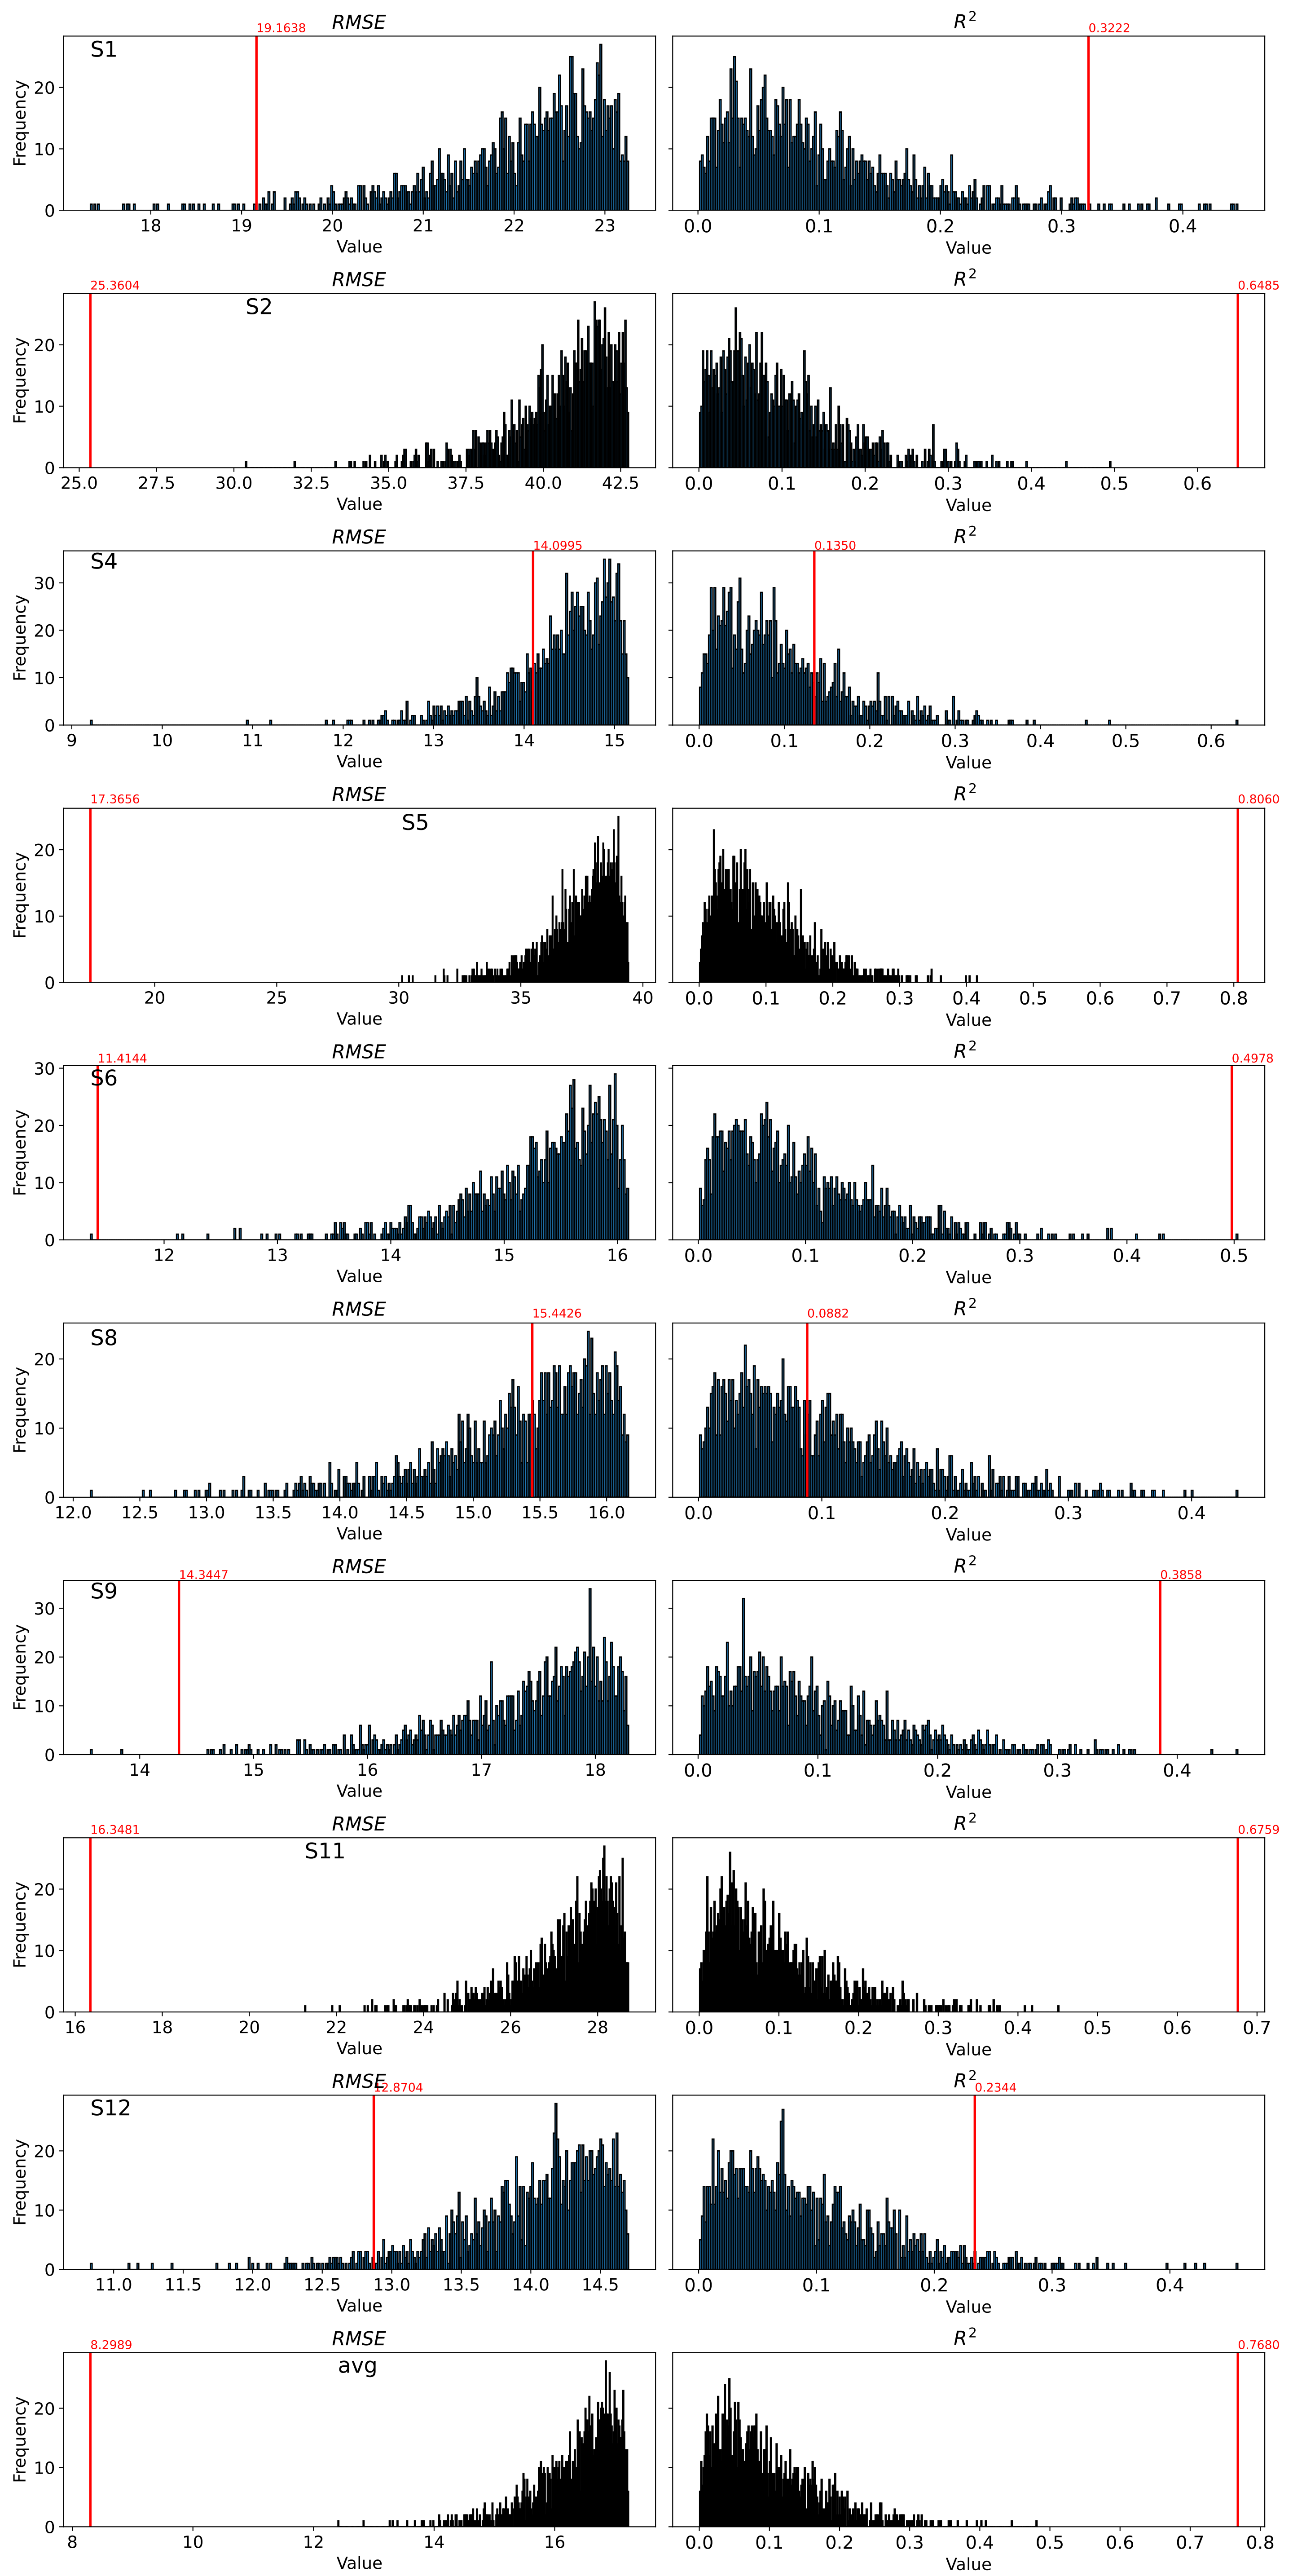 RMSE
R²
19.1638
0.3222
S1
Frequency
0 10 20
18 19 20 21 22 23
0.0 0.1 0.2 0.3 0.4
Value
Value
RMSE
R²
25.3604
0.6485
S2
Frequency
0 10 20
25.0 27.5 30.0 32.5 35.0 37.5 40.0 42.5
0.0 0.1 0.2 0.3 0.4 0.5 0.6
Value
Value
RMSE
R²
14.0995
0.1350
S4
Frequency
0 10 20 30
9 10 11 12 13 14 15
0.0 0.1 0.2 0.3 0.4 0.5 0.6
Value
Value
RMSE
R²
17.3656
0.8060
S5
Frequency
0 10 20
20 25 30 35 40
0.0 0.1 0.2 0.3 0.4 0.5 0.6 0.7 0.8
Value
Value
RMSE
R²
11.4144
0.4978
S6
Frequency
0 10 20 30
12 13 14 15 16
0.0 0.1 0.2 0.3 0.4 0.5
Value
Value
RMSE
R²
15.4426
0.0882
S8
Frequency
0 10 20
12.0 12.5 13.0 13.5 14.0 14.5 15.0 15.5 16.0
0.0 0.1 0.2 0.3 0.4
Value
Value
RMSE
R²
14.3447
0.3858
S9
Frequency
0 10 20 30
14 15 16 17 18
0.0 0.1 0.2 0.3 0.4
Value
Value
RMSE
R²
16.3481
0.6759
S11
Frequency
0 10 20
16 18 20 22 24 26 28
0.0 0.1 0.2 0.3 0.4 0.5 0.6 0.7
Value
Value
RMSE
R²
12.8704
0.2344
S12
Frequency
0 10 20
11.0 11.5 12.0 12.5 13.0 13.5 14.0 14.5
0.0 0.1 0.2 0.3 0.4
Value
Value
RMSE
R²
8.2989
0.7680
avg
Frequency
0 10 20
8 10 12 14 16
0.0 0.1 0.2 0.3 0.4 0.5 0.6 0.7 0.8
Value
Value